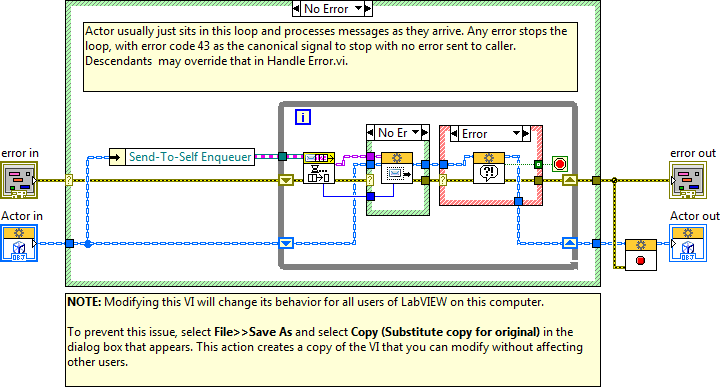 No Error
Actor usually just sits in this loop and processes messages as they arrive. Any error stops the
loop, with error code 43 as the canonical signal to stop with no error sent to caller.
Descendants may override that in Handle Error.vi.
i
No Er
Error
error in
Send-To-Self Enqueuer
error out
?
?
?
?!
Actor in
Actor out
OBJ
OBJ
NOTE: Modifying this VI will change its behavior for all users of LabVIEW on this computer.
To prevent this issue, select File>>Save As and select Copy (Substitute copy for original) in the
dialog box that appears. This action creates a copy of the VI that you can modify without affecting
other users.